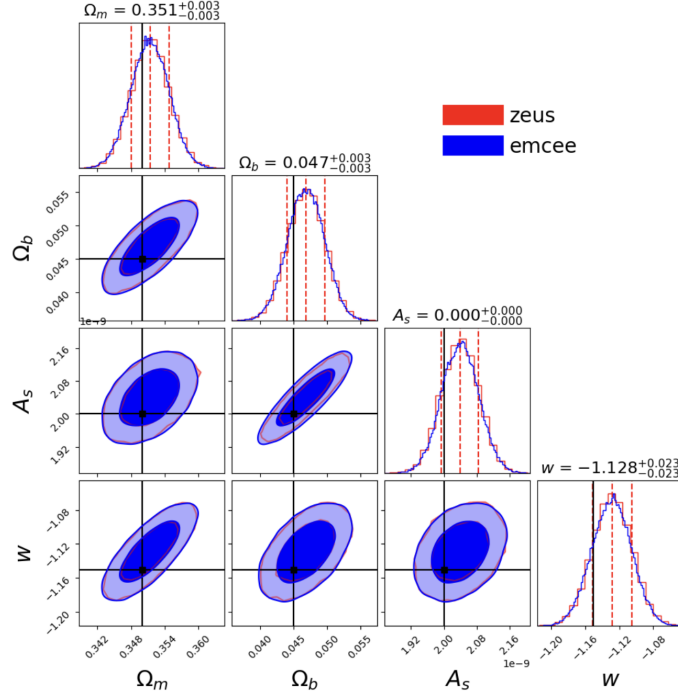 Ω_m = 0.351^{+0.003}_{-0.003}
zeus
emcee
Ω_b = 0.047^{+0.003}_{-0.003}
0.055
0.050
0.045
0.040
Ω_b
1e−9
A_s = 0.000^{+0.000}_{-0.000}
2.16
2.08
2.00
1.92
A_s
w = −1.128^{+0.023}_{-0.023}
−1.08
−1.12
−1.16
−1.20
w
0.342 0.348 0.354 0.360
0.040 0.045 0.050 0.055
1.92 2.00 2.08 2.16
−1.20 −1.16 −1.12 −1.08
1e−9
Ω_m Ω_b A_s w